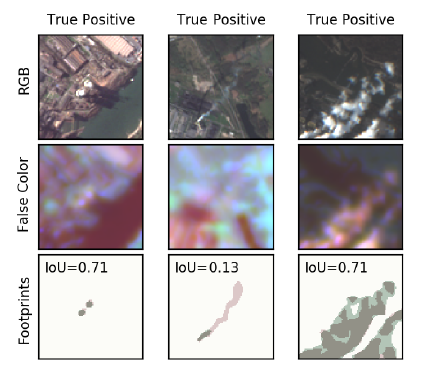 True Positive True Positive True Positive
RGB
False Color
IoU=0.71 IoU=0.13 IoU=0.71
Footprints